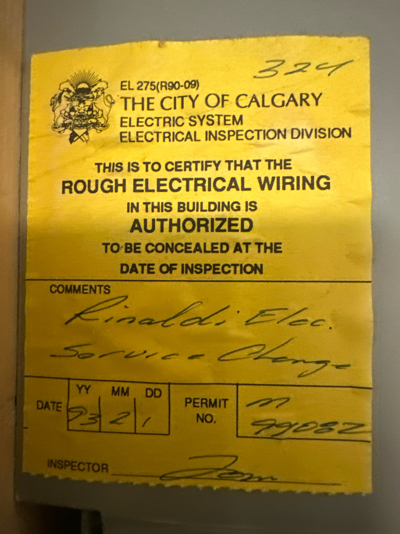 324
EL 275(R90-09)
THE CITY OF CALGARY
ELECTRIC SYSTEM
ELECTRICAL INSPECTION DIVISION
THIS IS TO CERTIFY THAT THE
ROUGH ELECTRICAL WIRING
IN THIS BUILDING IS
AUTHORIZED
TO BE CONCEALED AT THE
DATE OF INSPECTION
COMMENTS
Rinaldi Elec.
Service Change
YY MM DD
DATE 93 2 1
PERMIT NO. M
99082
INSPECTOR